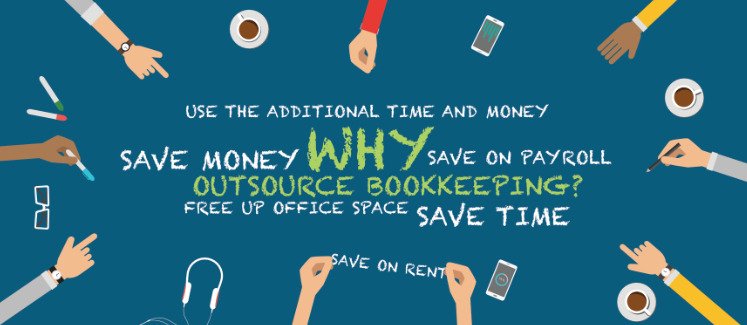 USE THE ADDITIONAL TIME AND MONEY
SAVE MONEY WHY SAVE ON PAYROLL
OUTSOURCE BOOKKEEPING?
FREE UP OFFICE SPACE SAVE TIME
SAVE ON RENT